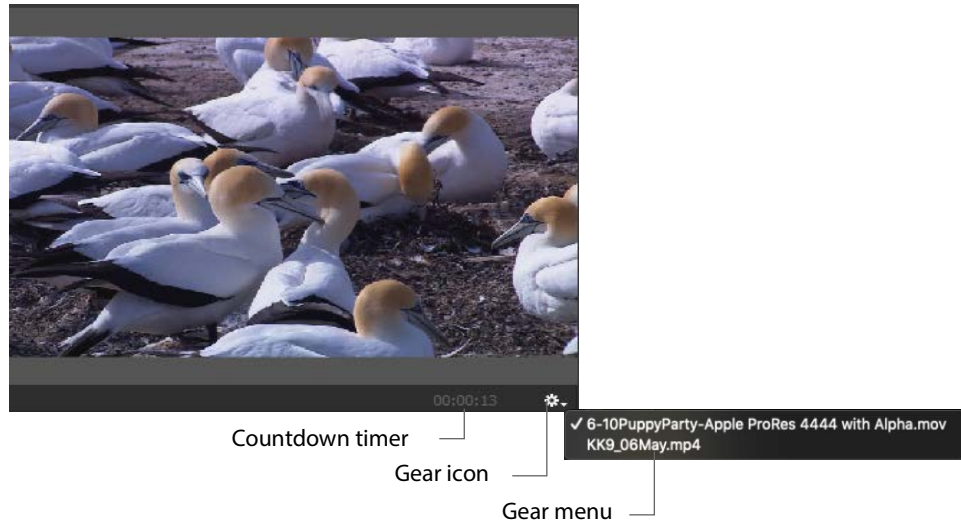 00:00:13
✓ 6-10PuppyParty-Apple ProRes 4444 with Alpha.mov
KK9_06May.mp4
Countdown timer
Gear icon
Gear menu